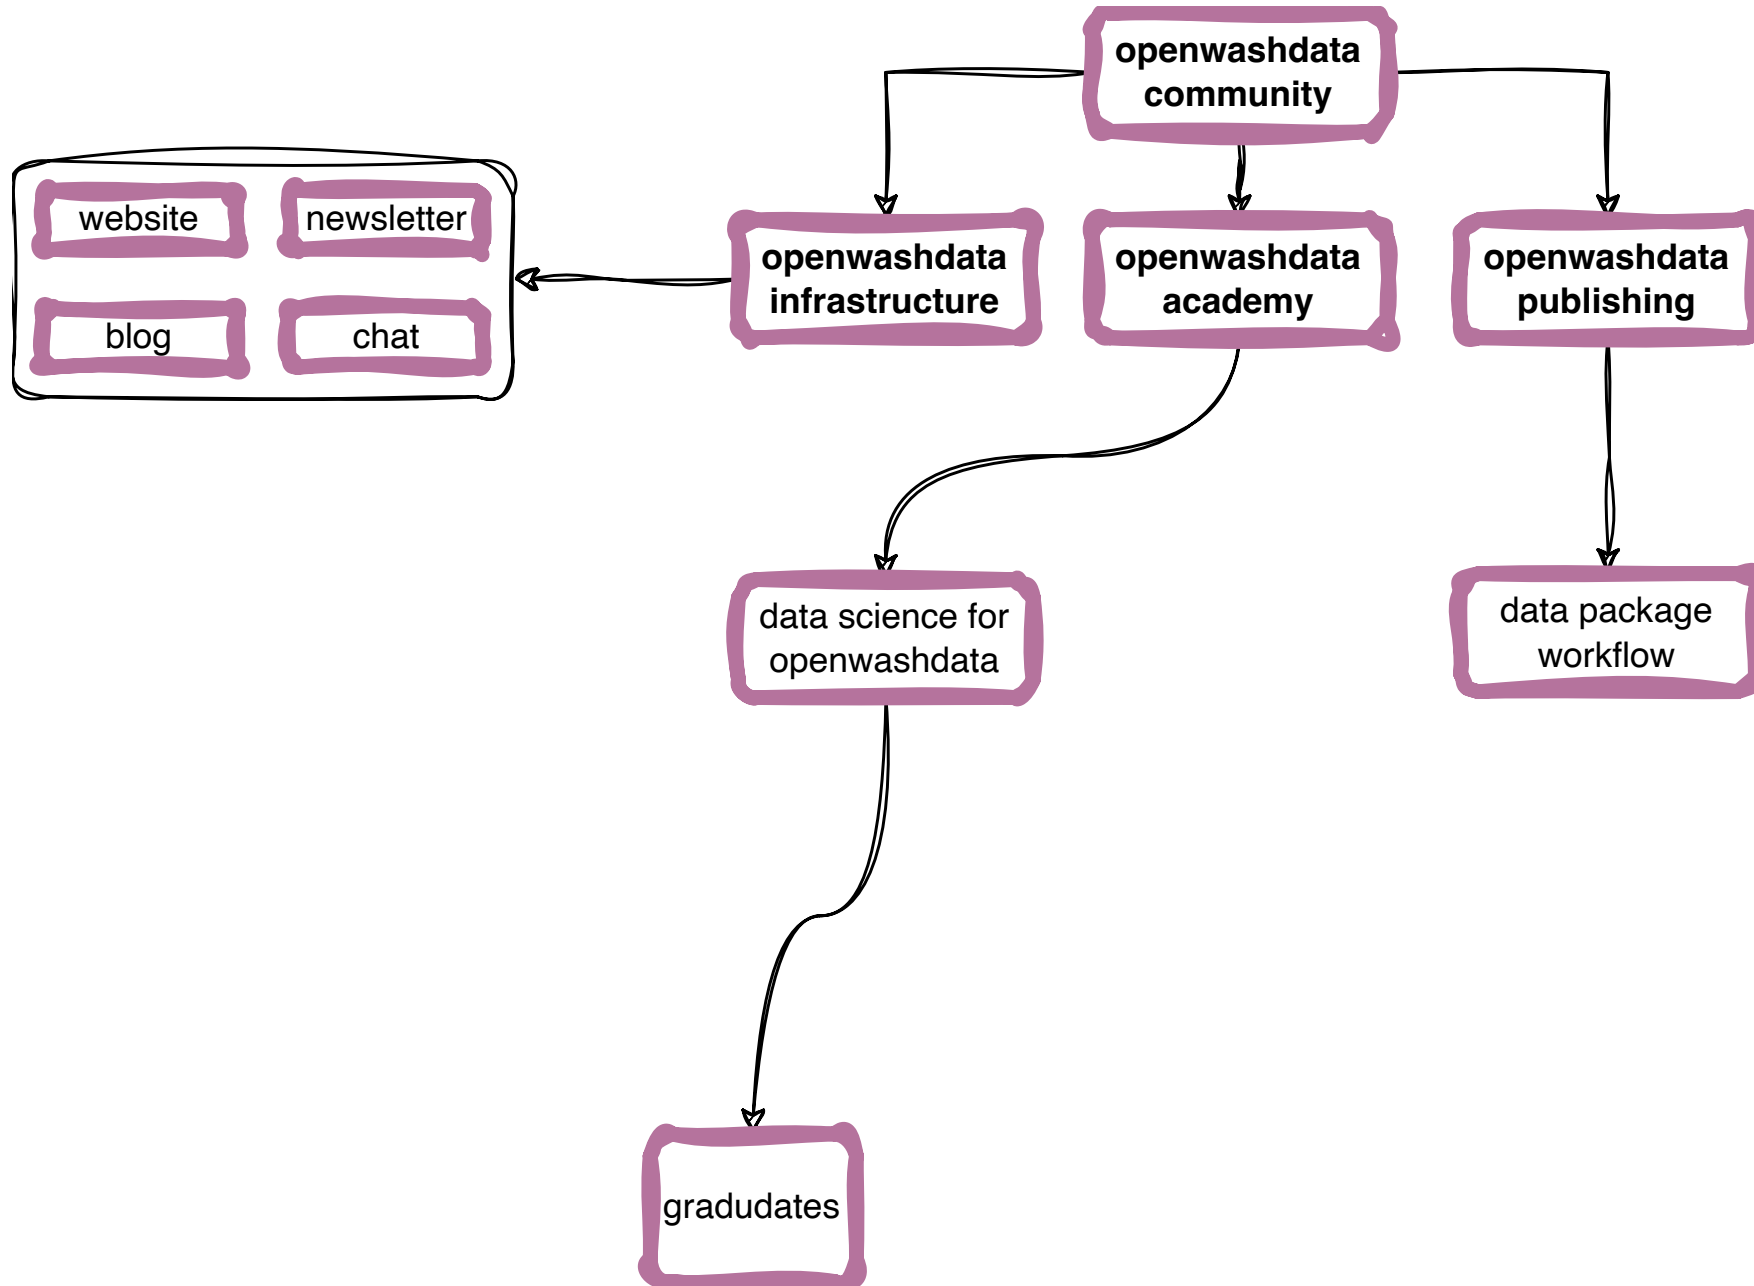 openwashdata
community
website
newsletter
blog
chat
openwashdata
infrastructure
openwashdata
academy
openwashdata
publishing
data science for
openwashdata
data package
workflow
gradudates